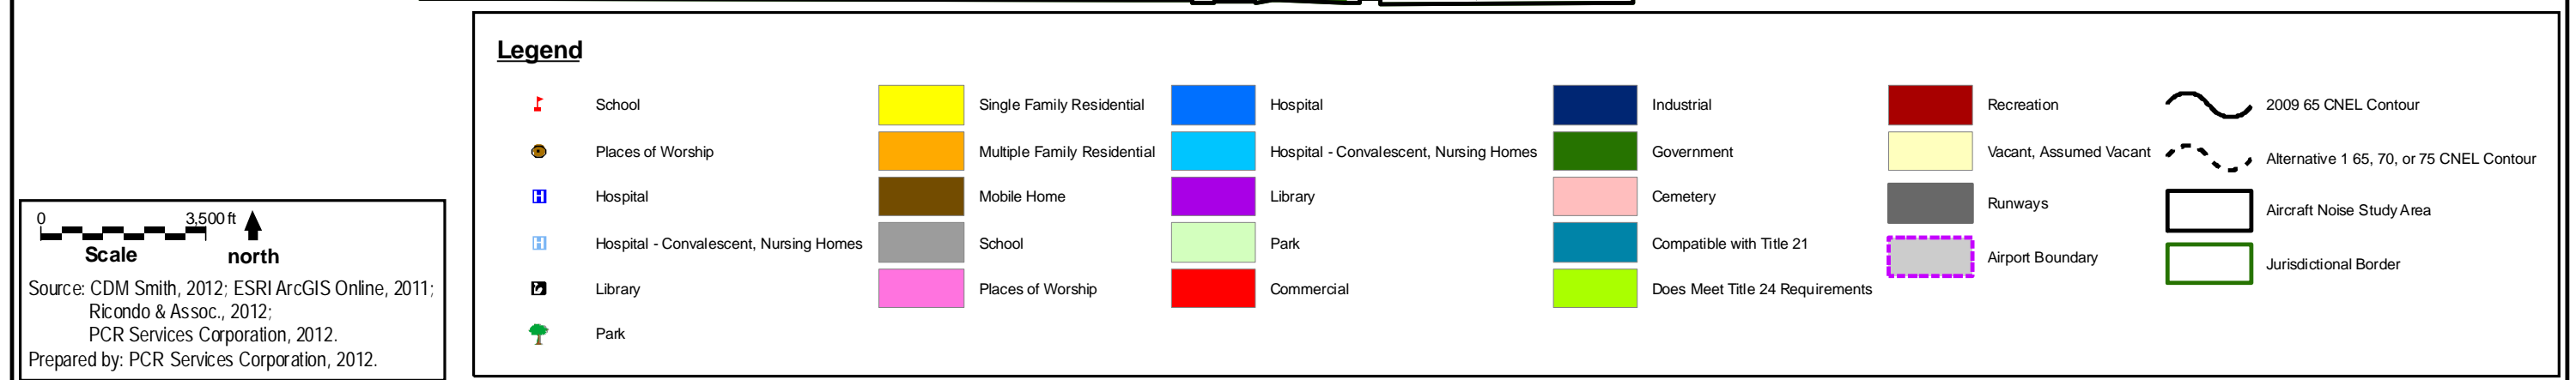 Legend
School
Places of Worship
Hospital
Hospital - Convalescent, Nursing Homes
Library
Park
Single Family Residential
Multiple Family Residential
Mobile Home
School
Places of Worship
Hospital
Hospital - Convalescent, Nursing Homes
Library
Park
Commercial
Industrial
Government
Cemetery
Compatible with Title 21
Does Meet Title 24 Requirements
Recreation
Vacant, Assumed Vacant
Runways
Airport Boundary
2009 65 CNEL Contour
Alternative 1 65, 70, or 75 CNEL Contour
Aircraft Noise Study Area
Jurisdictional Border
0 3,500 ft
Scale north
Source: CDM Smith, 2012; ESRI ArcGIS Online, 2011;
Ricondo & Assoc., 2012;
PCR Services Corporation, 2012.
Prepared by: PCR Services Corporation, 2012.